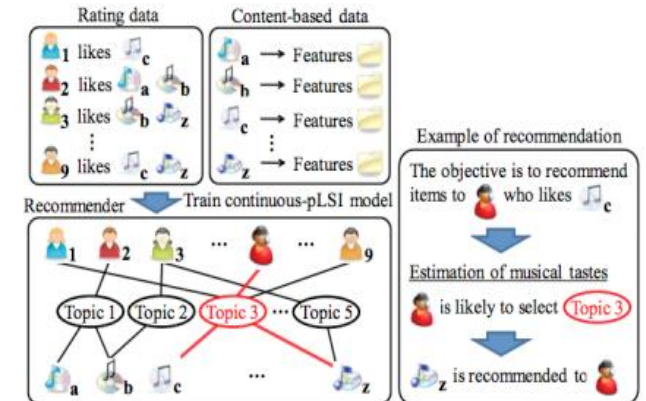 Rating data
1 likes c
2 likes a b
3 likes b z
9 likes c z
Content-based data
a → Features
b → Features
c → Features
z → Features
Train continuous-pLSI model
Recommender
1 2 3 ... 9
Topic 1 Topic 2 Topic 3 ... Topic 5
a b c ... z
Example of recommendation
The objective is to recommend
items to who likes c
Estimation of musical tastes
is likely to select Topic 3
z is recommended to